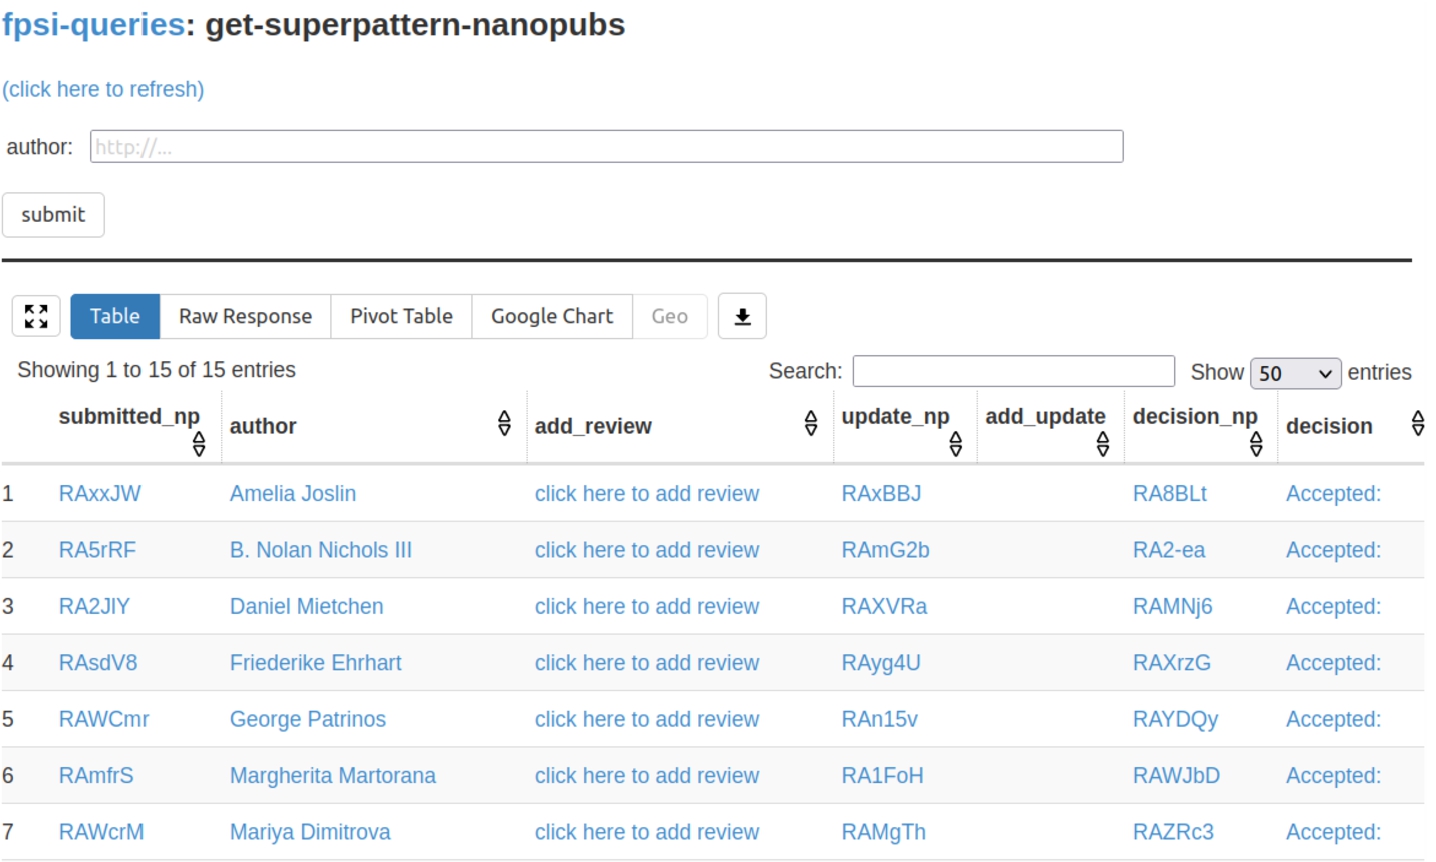 fpsi-queries: get-superpattern-nanopubs
(click here to refresh)
author: http://...
submit
Table Raw Response Pivot Table Google Chart Geo
Showing 1 to 15 of 15 entries Search: Show 50 entries
submitted_np author add_review update_np add_update decision_np decision
1 RAxxJW Amelia Joslin click here to add review RAxBBJ RA8BLt Accepted:
2 RA5rRF B. Nolan Nichols III click here to add review RAmG2b RA2-ea Accepted:
3 RA2JIY Daniel Mietchen click here to add review RAXVRa RAMNj6 Accepted:
4 RAsdV8 Friederike Ehrhart click here to add review RAyg4U RAXrzG Accepted:
5 RAWCmr George Patrinos click here to add review RAn15v RAYDQy Accepted:
6 RAmfrS Margherita Martorana click here to add review RA1FoH RAWJbD Accepted:
7 RAWcrM Mariya Dimitrova click here to add review RAMgTh RAZRc3 Accepted: